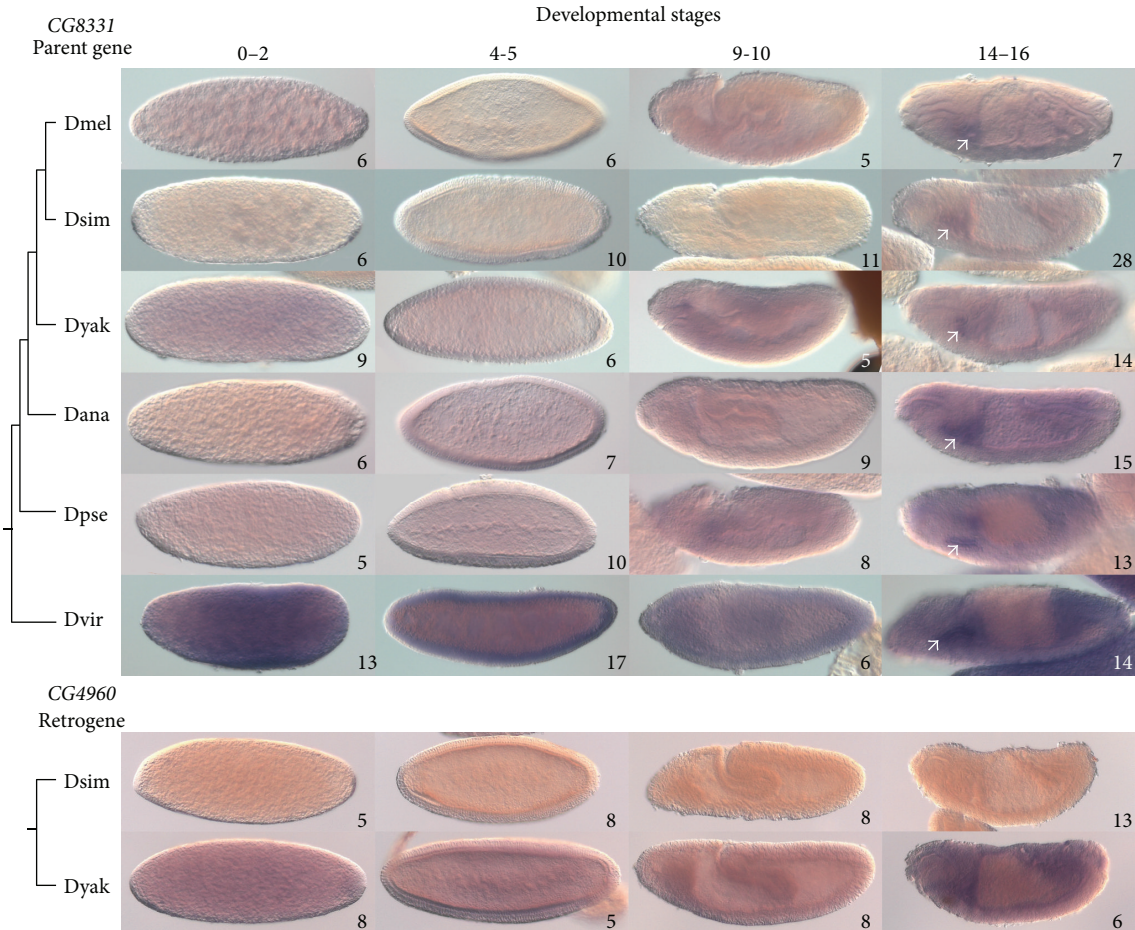 Developmental stages
CG8331
Parent gene
0–2
4-5
9-10
14–16
Dmel
6
6
5
7
Dsim
6
10
11
28
Dyak
9
6
5
14
Dana
6
7
9
15
Dpse
5
10
8
13
Dvir
13
17
6
14
CG4960
Retrogene
Dsim
5
8
8
13
Dyak
8
5
8
6